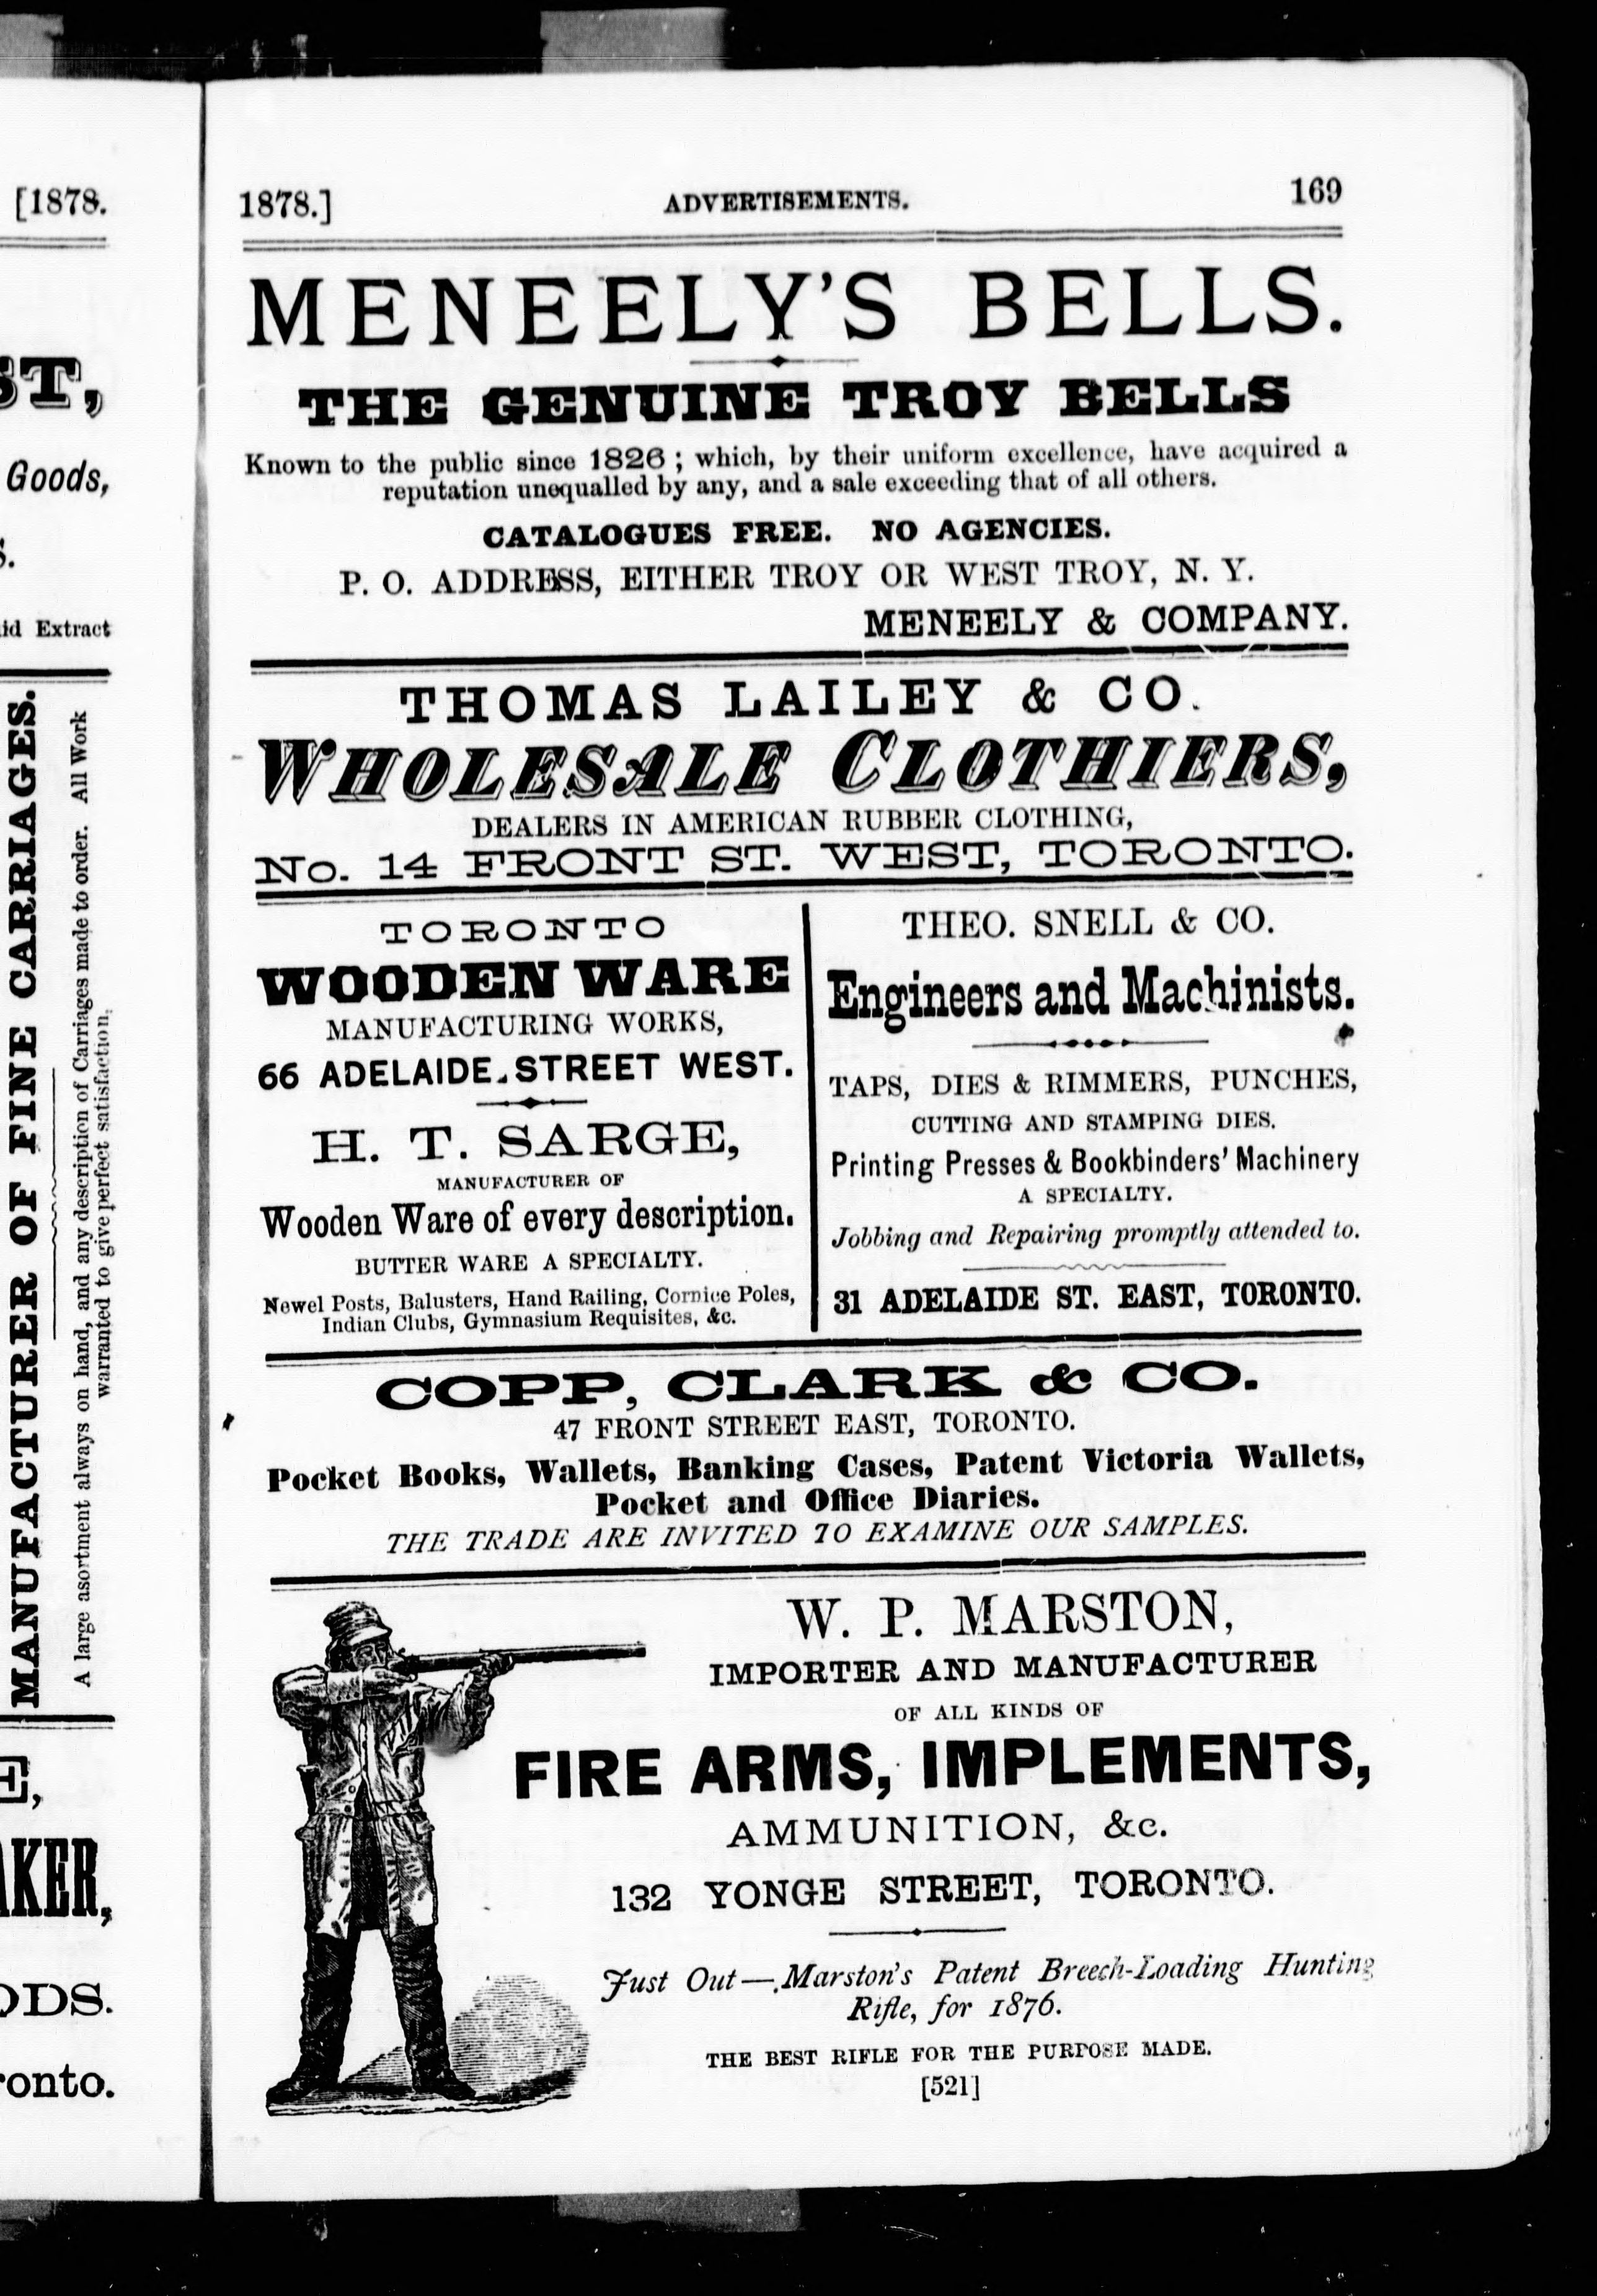 [1878.
ST,
Goods,
S.
id Extract
MANUFACTURER OF FINE CARRIAGES.
A large asortment always on hand, and any description of Carriages made to order. All Work
warranted to give perfect satisfaction.
E,
AKER,
ODS.
ronto.
1878.] ADVERTISEMENTS. 169
MENEELY'S BELLS.
THE GENUINE TROY BELLS
Known to the public since 1826 ; which, by their uniform excellence, have acquired a
reputation unequalled by any, and a sale exceeding that of all others.
CATALOGUES FREE. NO AGENCIES.
P. O. ADDRESS, EITHER TROY OR WEST TROY, N. Y.
MENEELY & COMPANY.
THOMAS LAILEY & CO.
WHOLESALE CLOTHIERS,
DEALERS IN AMERICAN RUBBER CLOTHING,
No. 14 FRONT ST. WEST, TORONTO.
TORONTO
WOODEN WARE
MANUFACTURING WORKS,
66 ADELAIDE STREET WEST.
H. T. SARGE,
MANUFACTURER OF
Wooden Ware of every description.
BUTTER WARE A SPECIALTY.
Newel Posts, Balusters, Hand Railing, Cornice Poles,
Indian Clubs, Gymnasium Requisites, &c.
THEO. SNELL & CO.
Engineers and Machinists.
TAPS, DIES & RIMMERS, PUNCHES,
CUTTING AND STAMPING DIES.
Printing Presses & Bookbinders' Machinery
A SPECIALTY.
Jobbing and Repairing promptly attended to.
31 ADELAIDE ST. EAST, TORONTO.
COPP, CLARK & CO.
47 FRONT STREET EAST, TORONTO.
Pocket Books, Wallets, Banking Cases, Patent Victoria Wallets,
Pocket and Office Diaries.
THE TRADE ARE INVITED TO EXAMINE OUR SAMPLES.
W. P. MARSTON,
IMPORTER AND MANUFACTURER
OF ALL KINDS OF
FIRE ARMS, IMPLEMENTS,
AMMUNITION, &c.
132 YONGE STREET, TORONTO.
Just Out—Marston's Patent Breech-Loading Hunting
Rifle, for 1876.
THE BEST RIFLE FOR THE PURPOSE MADE.
[521]